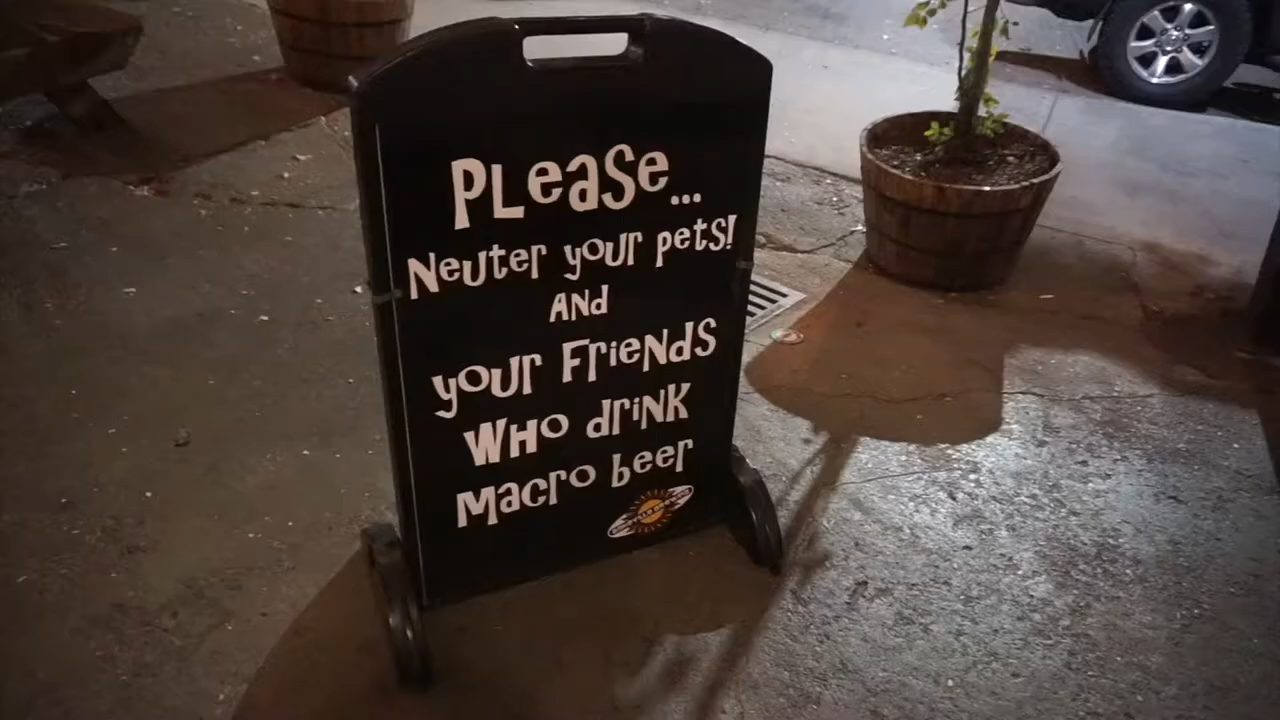 PLease...
Neuter your pets!
ANd
your Friends
WHo driNK
Macro beer